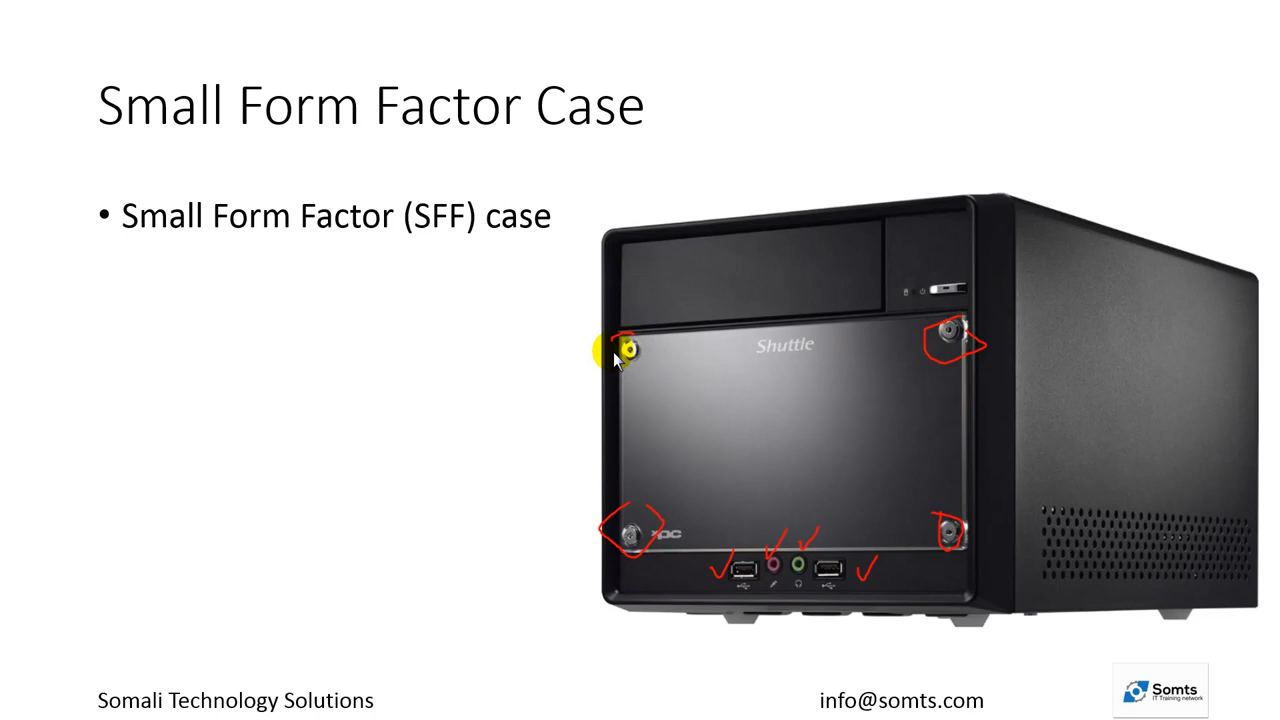 Small Form Factor Case
• Small Form Factor (SFF) case
Shuttle
xpc
Somali Technology Solutions
info@somts.com
Somts
IT Training network